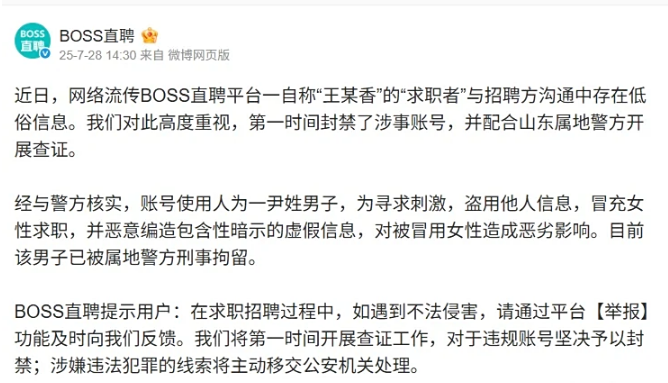 BOSS
直聘
BOSS直聘
25-7-28 14:30 来自 微博网页版
近日，网络流传BOSS直聘平台一自称“王某香”的“求职者”与招聘方沟通中存在低
俗信息。我们对此高度重视，第一时间封禁了涉事账号，并配合山东属地警方开
展查证。
经与警方核实，账号使用人为一尹姓男子，为寻求刺激，盗用他人信息，冒充女
性求职，并恶意编造包含性暗示的虚假信息，对被冒用女性造成恶劣影响。目前
该男子已被属地警方刑事拘留。
BOSS直聘提示用户：在求职招聘过程中，如遇到不法侵害，请通过平台【举报】
功能及时向我们反馈。我们将第一时间开展查证工作，对于违规账号坚决予以封
禁；涉嫌违法犯罪的线索将主动移交公安机关处理。